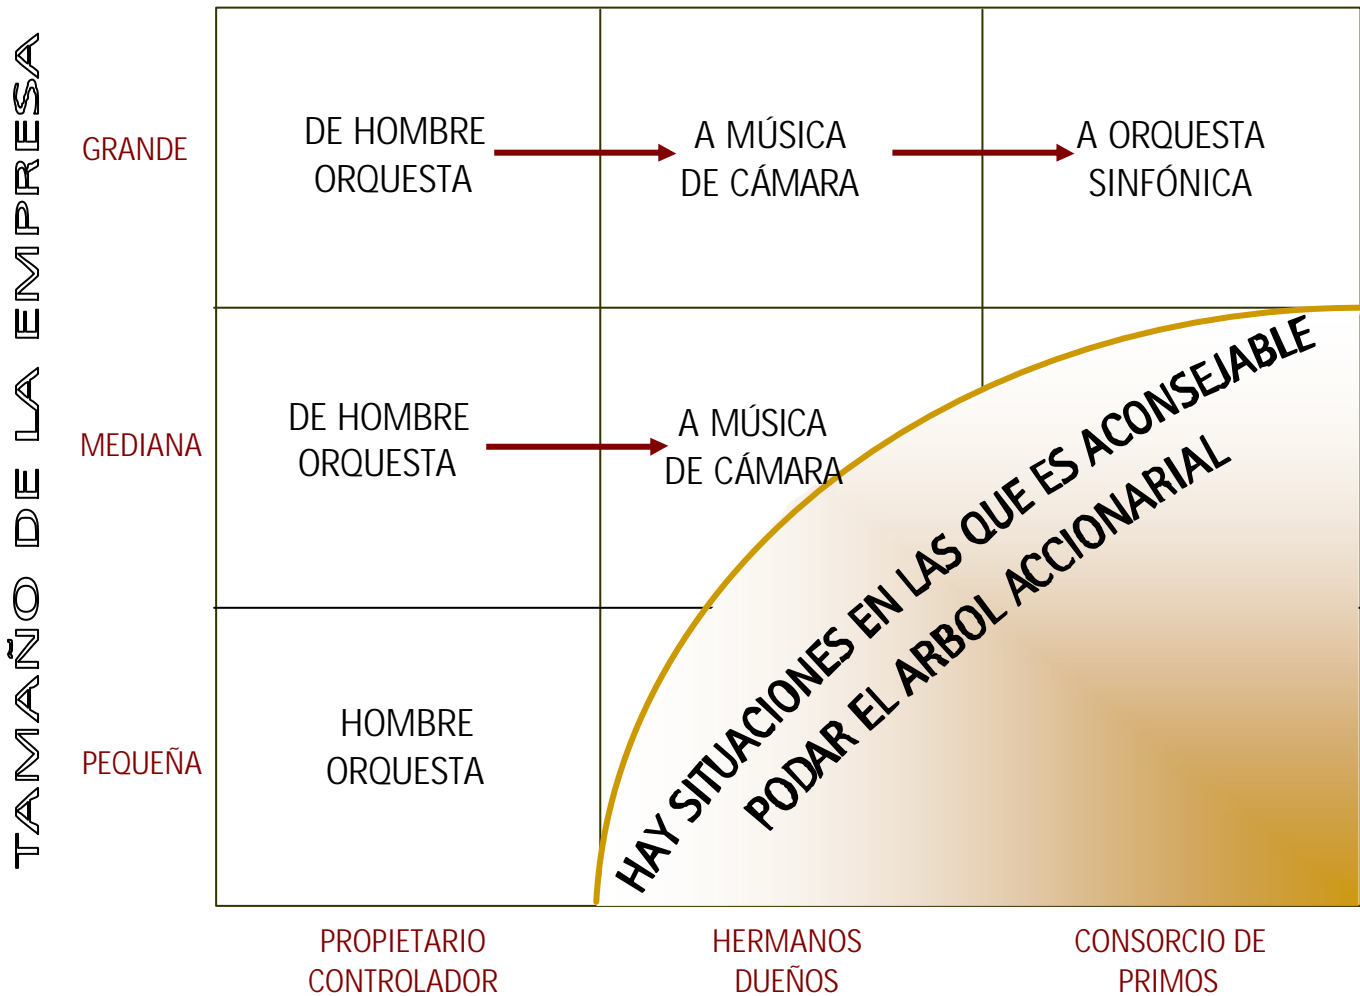 TAMAÑO DE LA EMPRESA
GRANDE
DE HOMBRE
ORQUESTA
A MÚSICA
DE CÁMARA
A ORQUESTA
SINFÓNICA
MEDIANA
DE HOMBRE
ORQUESTA
A MÚSICA
DE CÁMARA
HAY SITUACIONES EN LAS QUE ES ACONSEJABLE
PODAR EL ARBOL ACCIONARIAL
PEQUEÑA
HOMBRE
ORQUESTA
PROPIETARIO
CONTROLADOR
HERMANOS
DUEÑOS
CONSORCIO DE
PRIMOS